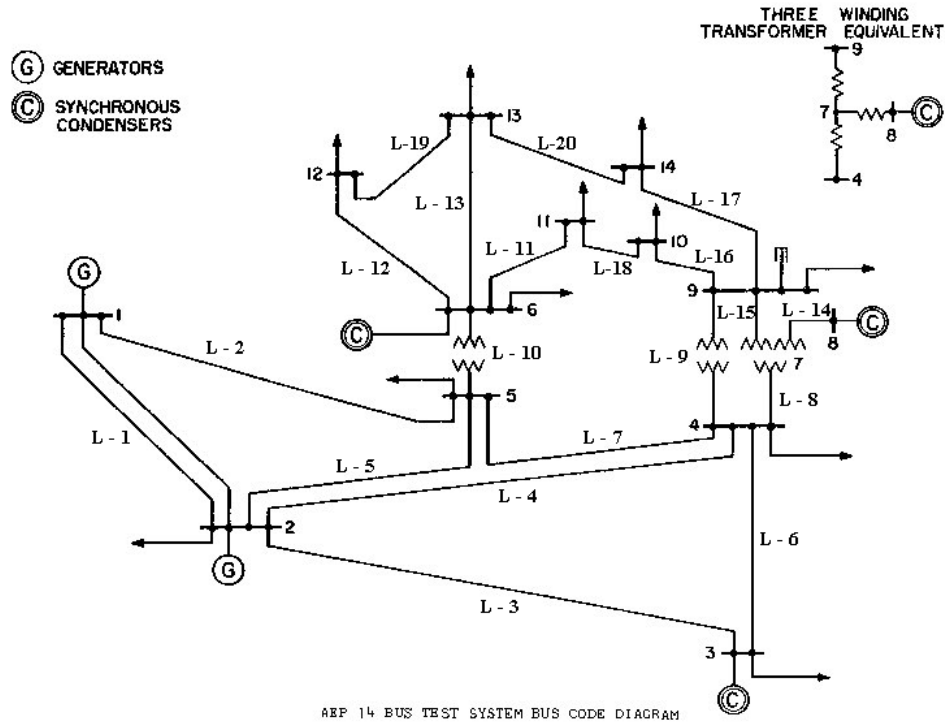 THREE WINDING
TRANSFORMER EQUIVALENT
9
7
C
8
4
G GENERATORS
C SYNCHRONOUS
CONDENSERS
13
L-19
L-20
12
14
L - 13
L - 17
11
10
L - 11
L-18
L-16
L - 12
G
9
L-15
L - 14
1
6
C
8
C
L - 10
L - 9
7
L - 2
5
L - 8
4
L - 1
L - 7
L - 5
L - 4
2
L - 6
G
L - 3
3
C
AEP 14 BUS TEST SYSTEM BUS CODE DIAGRAM